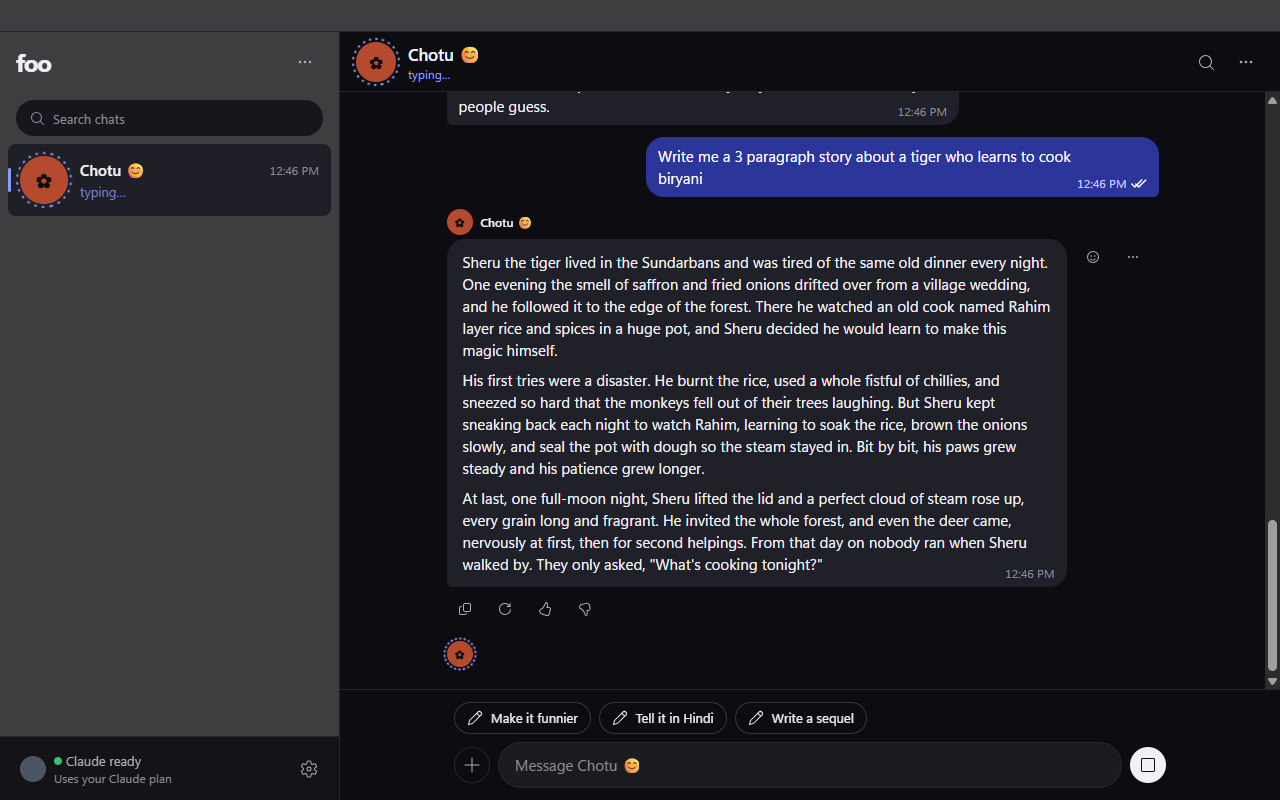 foo
Search chats
Chotu 😊
12:46 PM
typing...
Claude ready
Uses your Claude plan
Chotu 😊
typing...
people guess.
12:46 PM
Write me a 3 paragraph story about a tiger who learns to cook
biryani
12:46 PM
Chotu 😊
Sheru the tiger lived in the Sundarbans and was tired of the same old dinner every night.
One evening the smell of saffron and fried onions drifted over from a village wedding,
and he followed it to the edge of the forest. There he watched an old cook named Rahim
layer rice and spices in a huge pot, and Sheru decided he would learn to make this
magic himself.
His first tries were a disaster. He burnt the rice, used a whole fistful of chillies, and
sneezed so hard that the monkeys fell out of their trees laughing. But Sheru kept
sneaking back each night to watch Rahim, learning to soak the rice, brown the onions
slowly, and seal the pot with dough so the steam stayed in. Bit by bit, his paws grew
steady and his patience grew longer.
At last, one full-moon night, Sheru lifted the lid and a perfect cloud of steam rose up,
every grain long and fragrant. He invited the whole forest, and even the deer came,
nervously at first, then for second helpings. From that day on nobody ran when Sheru
walked by. They only asked, "What's cooking tonight?"
12:46 PM
Make it funnier
Tell it in Hindi
Write a sequel
Message Chotu 😊